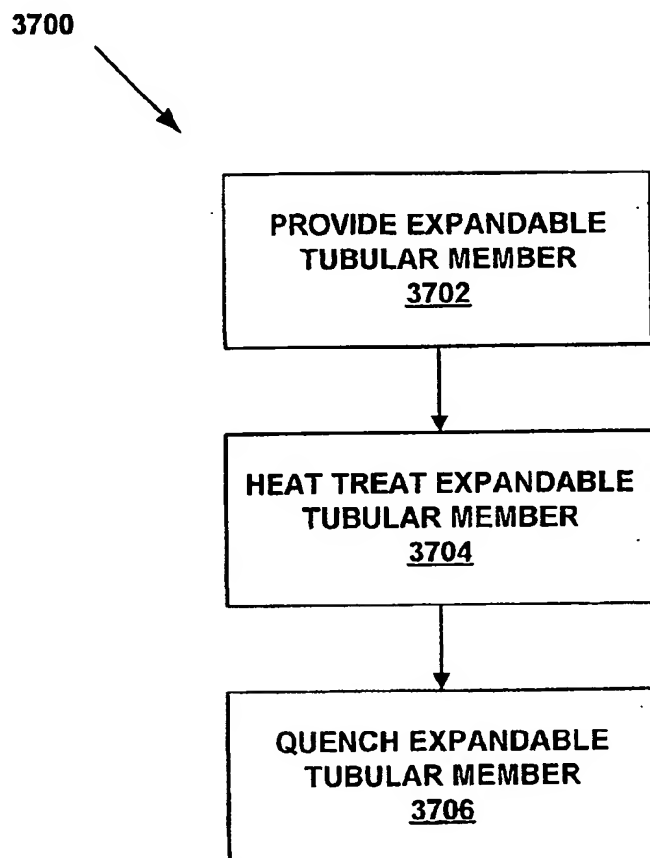 3700
PROVIDE EXPANDABLE
TUBULAR MEMBER
3702
HEAT TREAT EXPANDABLE
TUBULAR MEMBER
3704
QUENCH EXPANDABLE
TUBULAR MEMBER
3706